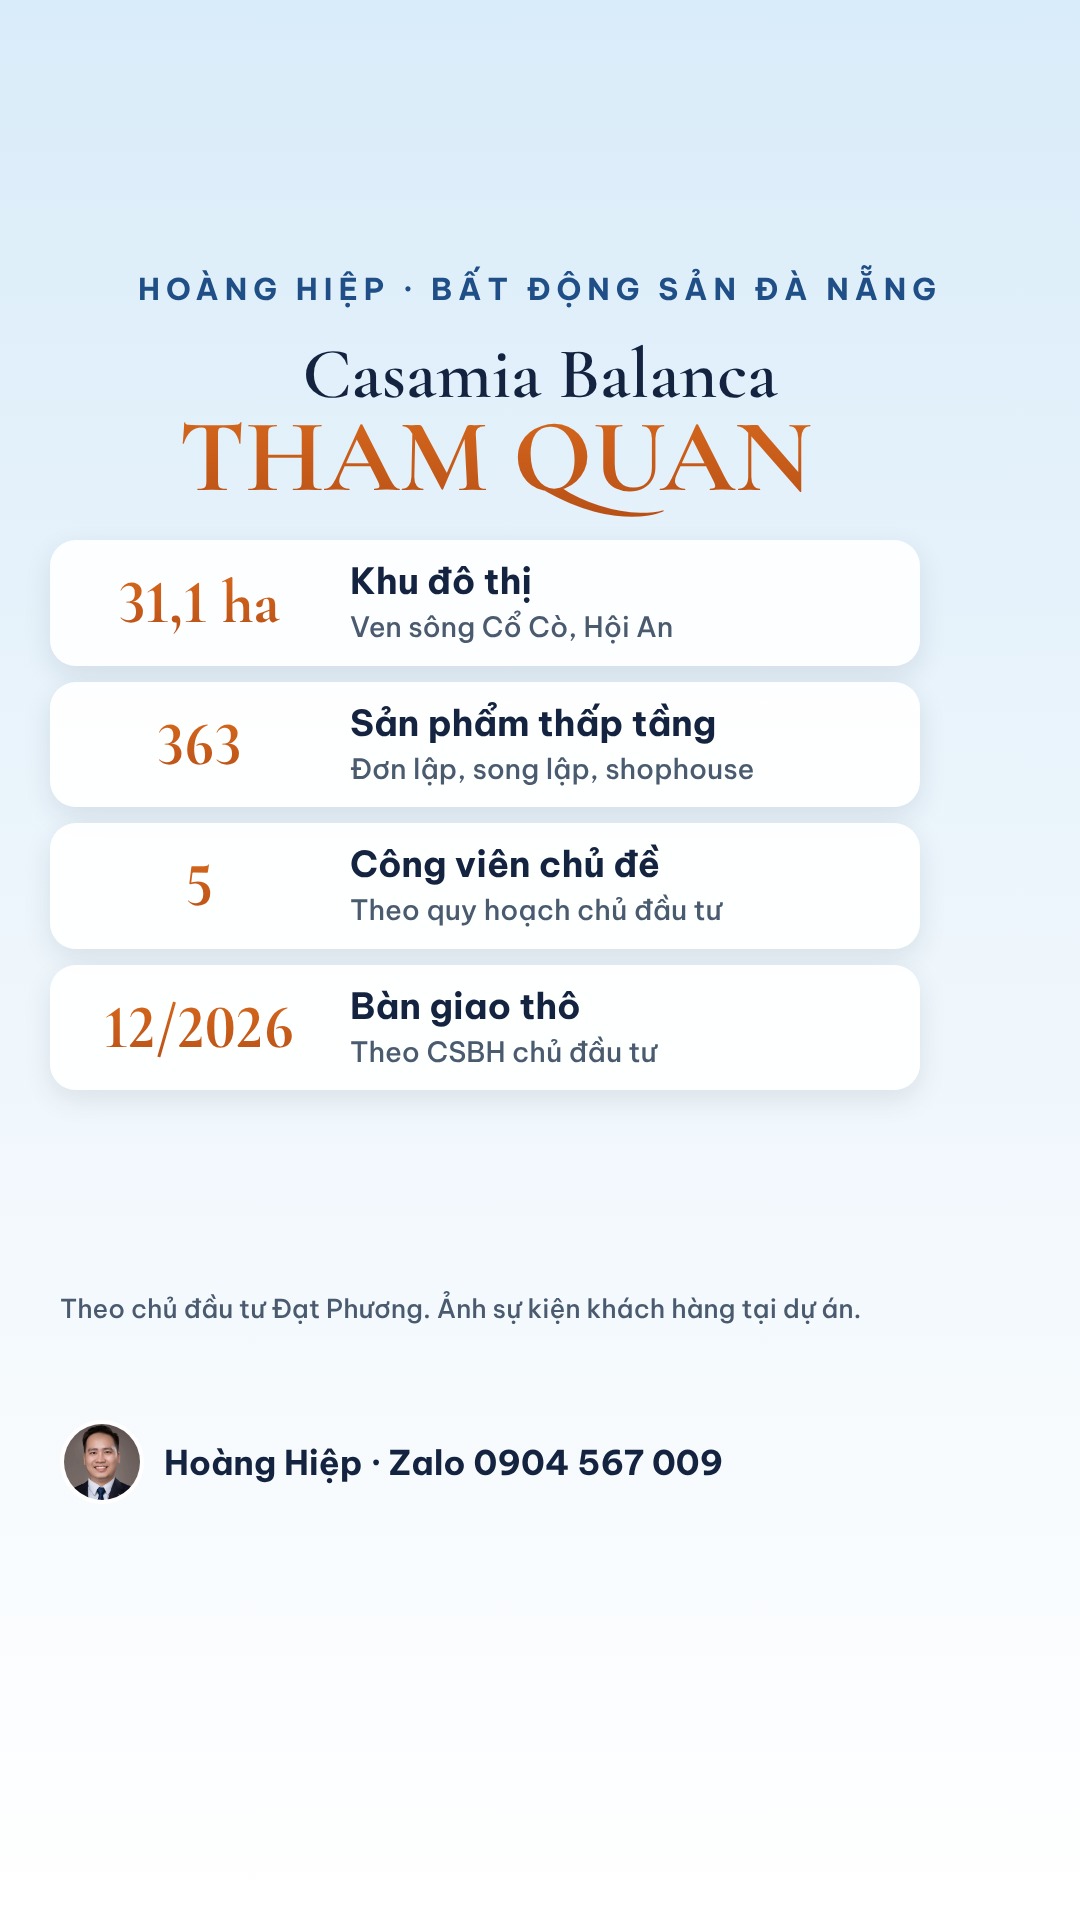 HOÀNG HIỆP · BẤT ĐỘNG SẢN ĐÀ NẴNG
Casamia Balanca
THAM QUAN
31,1 ha
Khu đô thị
Ven sông Cổ Cò, Hội An
363
Sản phẩm thấp tầng
Đơn lập, song lập, shophouse
5
Công viên chủ đề
Theo quy hoạch chủ đầu tư
12/2026
Bàn giao thô
Theo CSBH chủ đầu tư
Theo chủ đầu tư Đạt Phương. Ảnh sự kiện khách hàng tại dự án.
Hoàng Hiệp · Zalo 0904 567 009